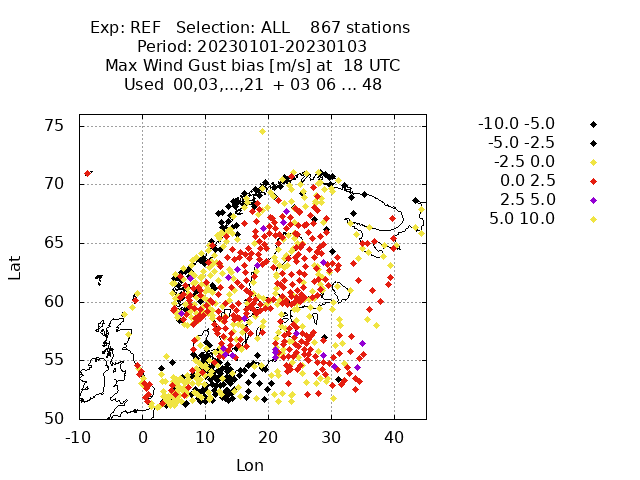 Exp: REF   Selection: ALL    867 stations
Period: 20230101-20230103
Max Wind Gust bias [m/s] at  18 UTC
Used  00,03,...,21  + 03 06 ... 48
-10.0 -5.0
-5.0 -2.5
-2.5 0.0
0.0 2.5
2.5 5.0
5.0 10.0
75
70
65
60
55
50
Lat
-10 0 10 20 30 40
Lon